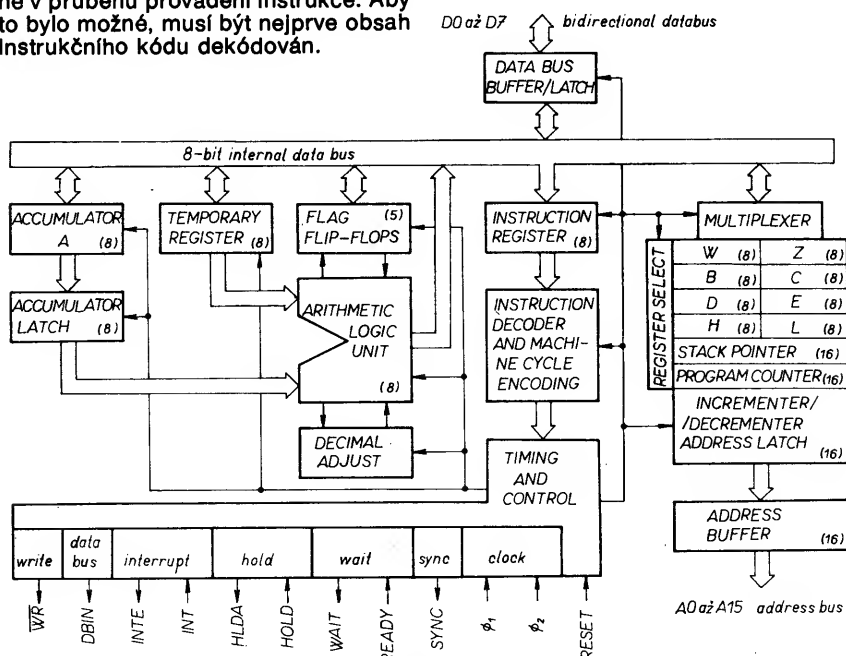 to bylo možné, musí být nejprve obsah
Instrukčního kódu dekódován.
D0 až D7 bidirectional databus
DATA BUS
BUFFER/LATCH
8-bit internal data bus
ACCUMULATOR
A (8)
TEMPORARY
REGISTER (8)
FLAG (5)
FLIP-FLOPS
INSTRUCTION
REGISTER (8)
MULTIPLEXER
ACCUMULATOR
LATCH (8)
ARITHMETIC
LOGIC
UNIT
(8)
INSTRUCTION
DECODER
AND MACHI-
NE CYCLE
ENCODING
REGISTER SELECT
W (8) Z (8)
B (8) C (8)
D (8) E (8)
H (8) L (8)
STACK POINTER (16)
PROGRAM COUNTER (16)
INCREMENTER/
/DECREMENTER
ADDRESS LATCH
(16)
DECIMAL
ADJUST
TIMING
AND
CONTROL
ADDRESS
BUFFER
(16)
write
data
bus
interrupt
hold
wait
sync
clock
WR
DBIN
INTE
INT
HLDA
HOLD
WAIT
READY
SYNC
ϕ1
ϕ2
RESET
A0 až A15 address bus